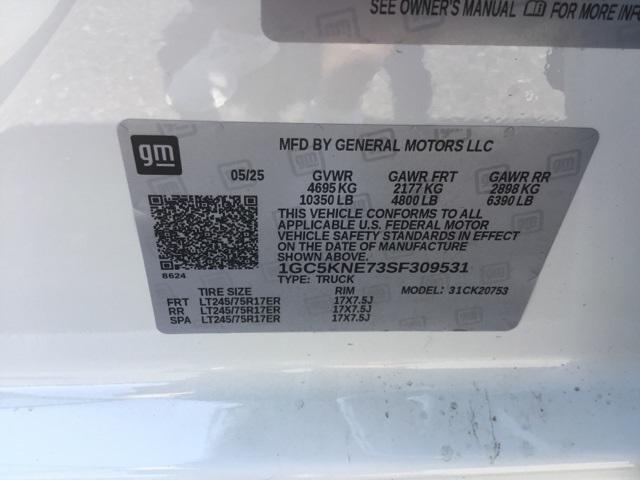 SEE OWNER'S MANUAL FOR MORE INFO
gm
MFD BY GENERAL MOTORS LLC
05/25 GVWR GAWR FRT GAWR RR
4695 KG 2177 KG 2898 KG
10350 LB 4800 LB 6390 LB
THIS VEHICLE CONFORMS TO ALL
APPLICABLE U.S. FEDERAL MOTOR
VEHICLE SAFETY STANDARDS IN EFFECT
ON THE DATE OF MANUFACTURE
SHOWN ABOVE.
8624
1GC5KNE73SF309531
TYPE: TRUCK MODEL: 31CK20753
TIRE SIZE RIM
FRT LT245/75R17ER 17X7.5J
RR LT245/75R17ER 17X7.5J
SPA LT245/75R17ER 17X7.5J